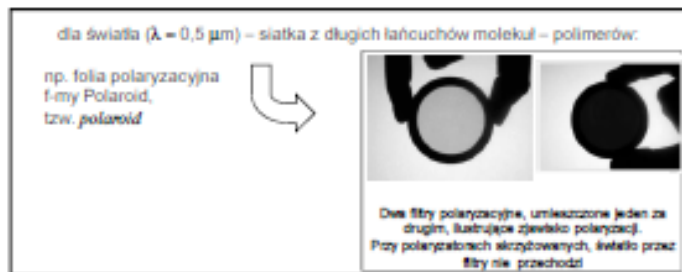 dla światła (λ = 0,5 μm) – siatka z długich łańcuchów molekuł – polimerów:
np. folia polaryzacyjna
f-my Polaroid,
tzw. polaroid
Dwa filtry polaryzacyjne, umieszczone jeden za
drugim, ilustrujące zjawisko polaryzacji.
Przy polaryzatorach skrzyżowanych, światło przez
filtry nie przechodzi